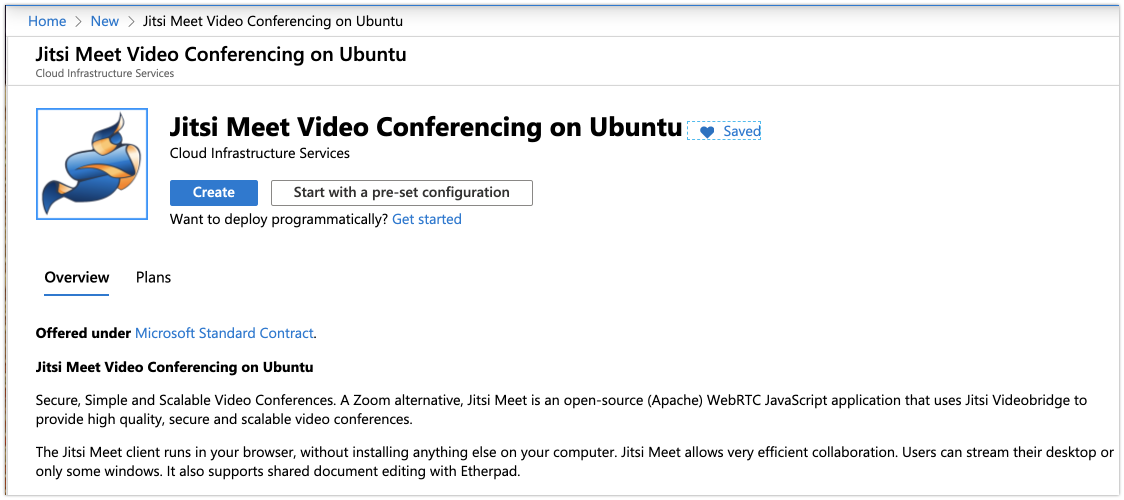 Home > New > Jitsi Meet Video Conferencing on Ubuntu
Jitsi Meet Video Conferencing on Ubuntu
Cloud Infrastructure Services
Jitsi Meet Video Conferencing on Ubuntu Saved
Cloud Infrastructure Services
Create Start with a pre-set configuration
Want to deploy programmatically? Get started
Overview Plans
Offered under Microsoft Standard Contract.
Jitsi Meet Video Conferencing on Ubuntu
Secure, Simple and Scalable Video Conferences. A Zoom alternative, Jitsi Meet is an open-source (Apache) WebRTC JavaScript application that uses Jitsi Videobridge to
provide high quality, secure and scalable video conferences.
The Jitsi Meet client runs in your browser, without installing anything else on your computer. Jitsi Meet allows very efficient collaboration. Users can stream their desktop or
only some windows. It also supports shared document editing with Etherpad.